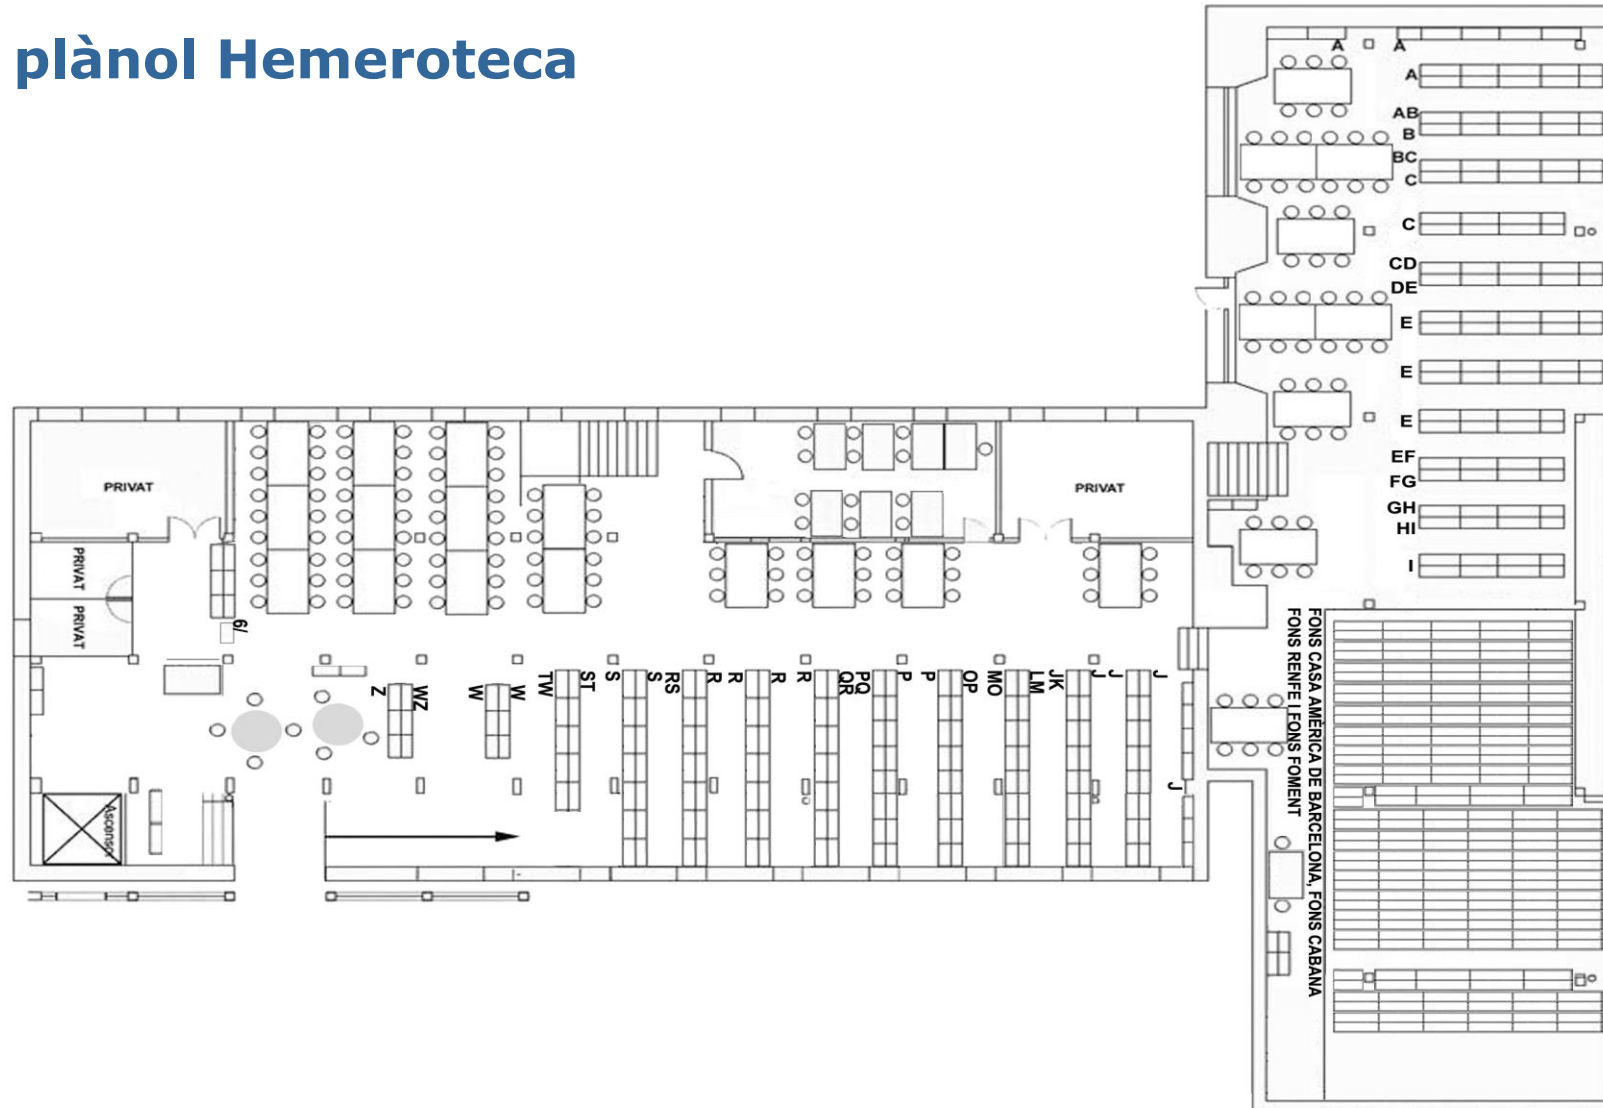 plànol Hemeroteca
A
A
A
AB
B
BC
C
C
CD
DE
E
E
E
EF
FG
GH
HI
I
PRIVAT
PRIVAT
PRIVAT
PRIVAT
6/
Z
WZ
W
W
TW
ST
S
S
RS
R
R
R
R
QR
PQ
P
P
OP
MO
LM
JK
J
J
J
J
Ascensor
FONS CASA AMÈRICA DE BARCELONA, FONS CABANA
FONS RENFE I FONS FOMENT